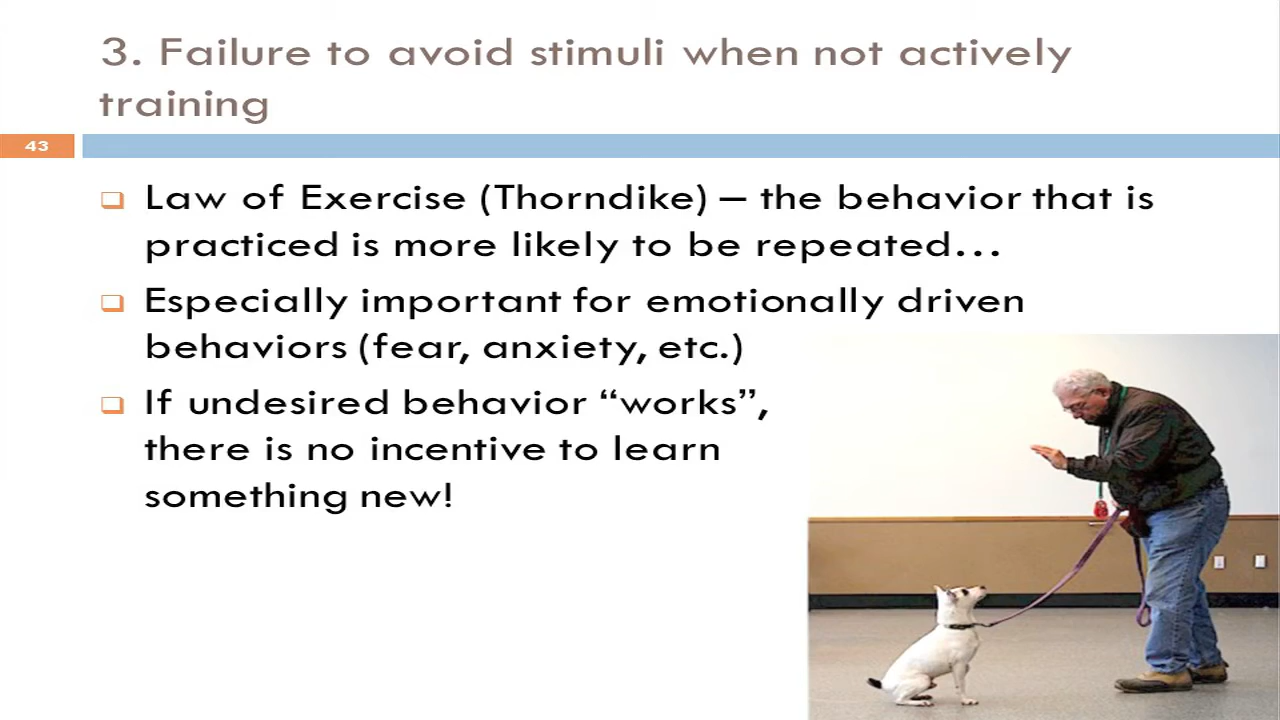 3. Failure to avoid stimuli when not actively
training
43
Law of Exercise (Thorndike) – the behavior that is
practiced is more likely to be repeated…
Especially important for emotionally driven
behaviors (fear, anxiety, etc.)
If undesired behavior “works”,
there is no incentive to learn
something new!